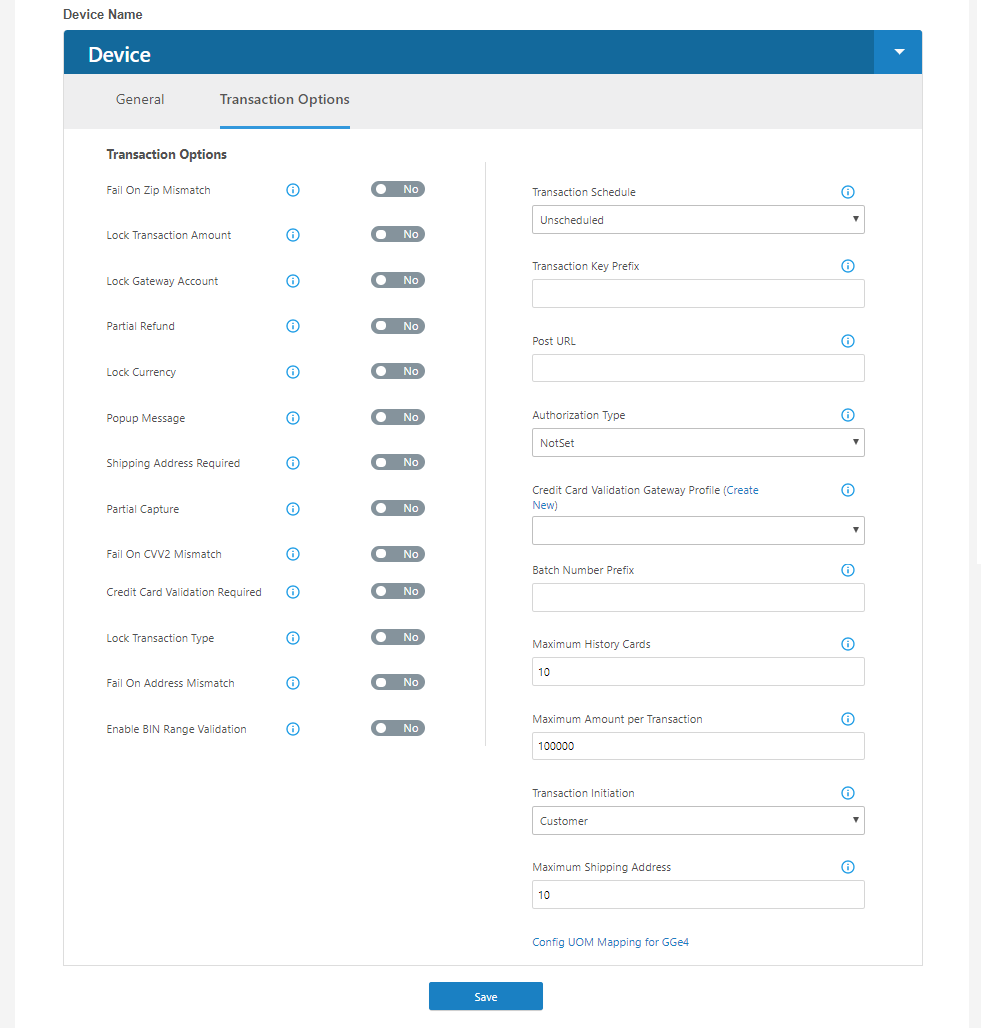 Device Name
Device
General
Transaction Options
Transaction Options
Fail On Zip Mismatch
No
Lock Transaction Amount
No
Lock Gateway Account
No
Partial Refund
No
Lock Currency
No
Popup Message
No
Shipping Address Required
No
Partial Capture
No
Fail On CVV2 Mismatch
No
Credit Card Validation Required
No
Lock Transaction Type
No
Fail On Address Mismatch
No
Enable BIN Range Validation
No
Transaction Schedule
Unscheduled
Transaction Key Prefix
Post URL
Authorization Type
NotSet
Credit Card Validation Gateway Profile (Create
New)
Batch Number Prefix
Maximum History Cards
10
Maximum Amount per Transaction
100000
Transaction Initiation
Customer
Maximum Shipping Address
10
Config UOM Mapping for GGe4
Save